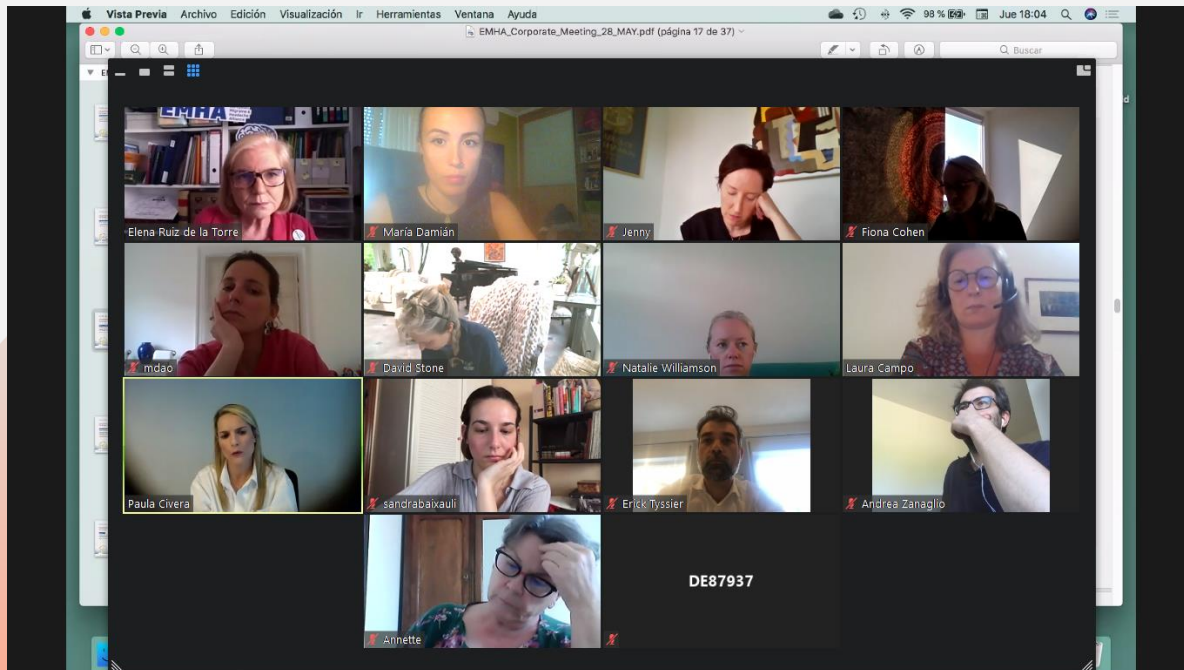 Vista Previa Archivo Edición Visualización Ir Herramientas Ventana Ayuda 98 % Jue 18:04
EMHA_Corporate_Meeting_28_MAY.pdf (página 17 de 37)
Buscar
EMHA
Elena Ruiz de la Torre
María Damián
Jenny
Fiona Cohen
mdao
David Stone
Natalie Williamson
Laura Campo
Paula Civera
sandrabaixauli
Erick Tyssier
Andrea Zanaglio
DE87937
Annette